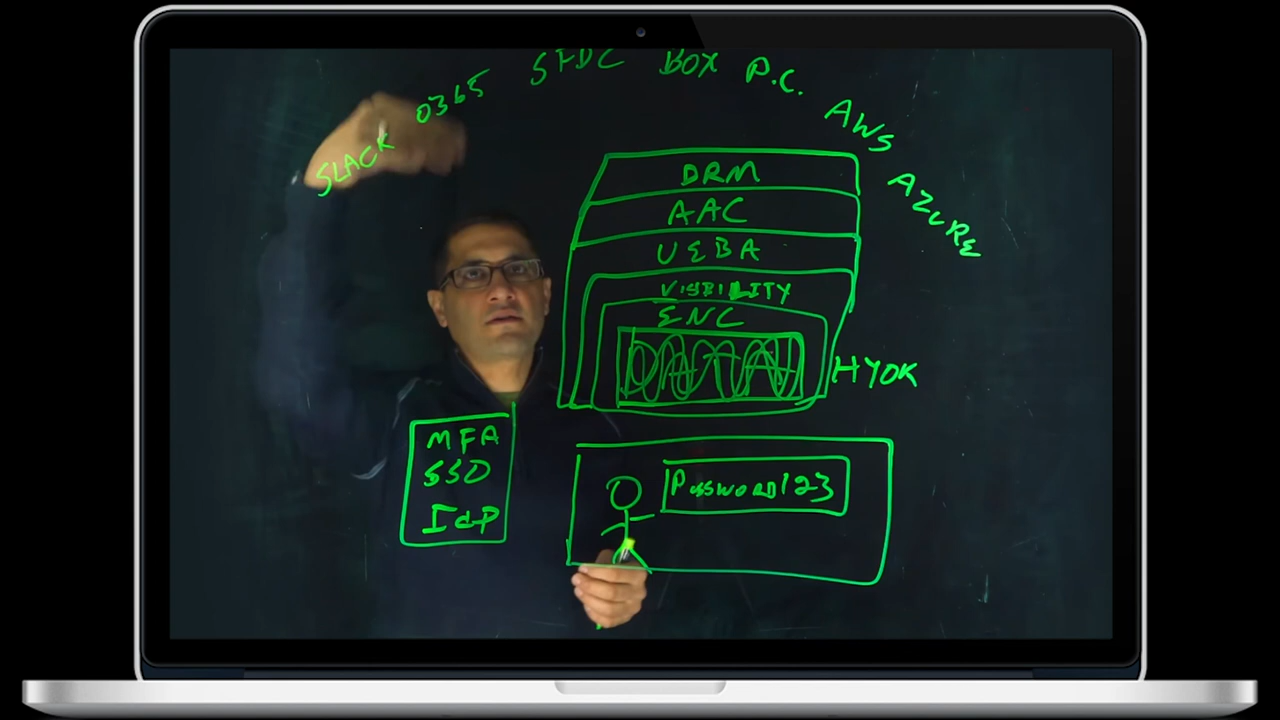 SLACK
O365
SFDC
BOX
P.C.
AWS
AZURE
DRM
AAC
UEBA
VISIBILITY
ENC
DATA
HYOK
MFA
SSO
IdP
Password123